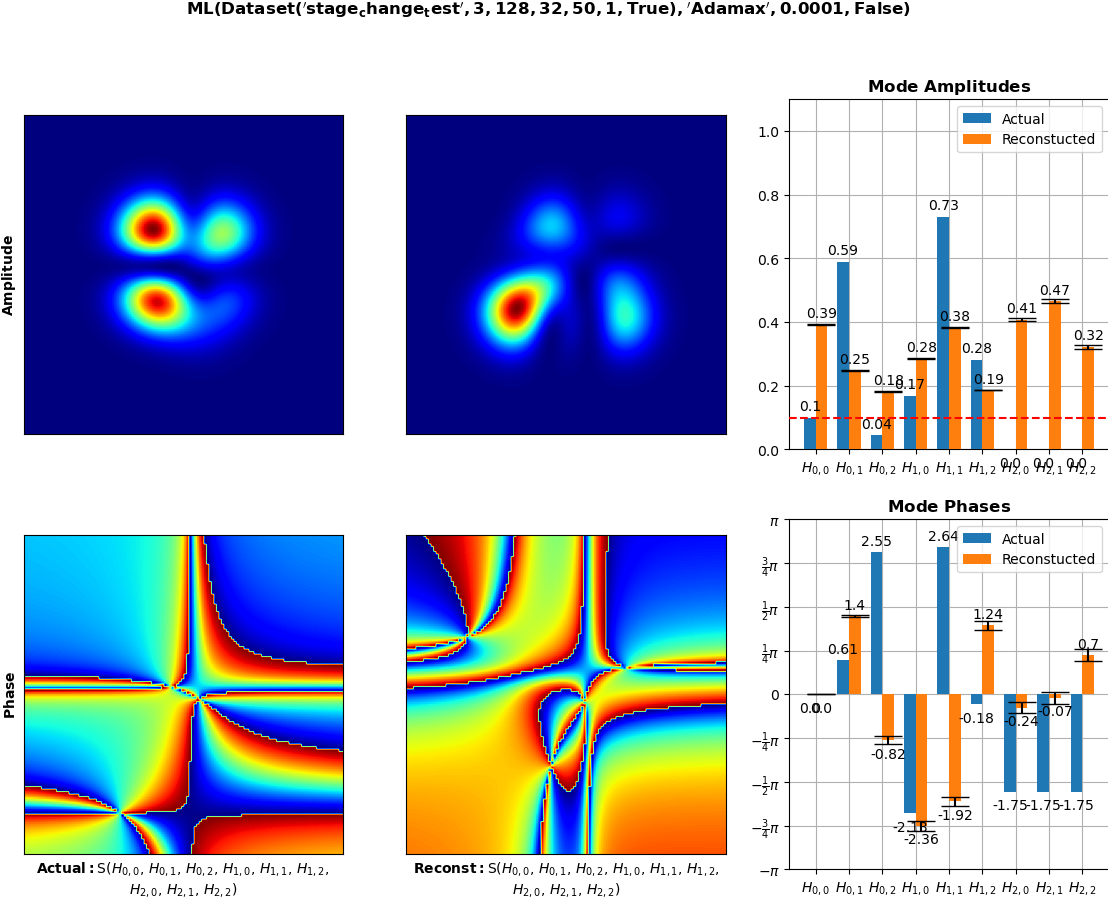 ML(Dataset('stage_change_test', 3, 128, 32, 50, 1, True), 'Adamax', 0.0001, False)
Mode Amplitudes
Actual
Reconstucted
Amplitude
1.0
0.8
0.6
0.4
0.2
0.0
0.1
0.39
0.59
0.25
0.04
0.18
0.17
0.28
0.73
0.38
0.28
0.19
0.0
0.41
0.0
0.47
0.0
0.32
H0,0 H0,1 H0,2 H1,0 H1,1 H1,2 H2,0 H2,1 H2,2
Mode Phases
Actual
Reconstucted
Phase
π
3/4π
1/2π
1/4π
0
−1/4π
−1/2π
−3/4π
−π
0.0
0.0
0.61
1.4
2.55
-0.82
-2.36
2.64
-1.92
-0.18
1.24
-1.75
-0.24
-1.75
-0.07
-1.75
0.7
H0,0 H0,1 H0,2 H1,0 H1,1 H1,2 H2,0 H2,1 H2,2
Actual: S(H0,0, H0,1, H0,2, H1,0, H1,1, H1,2,
H2,0, H2,1, H2,2)
Reconst: S(H0,0, H0,1, H0,2, H1,0, H1,1, H1,2,
H2,0, H2,1, H2,2)